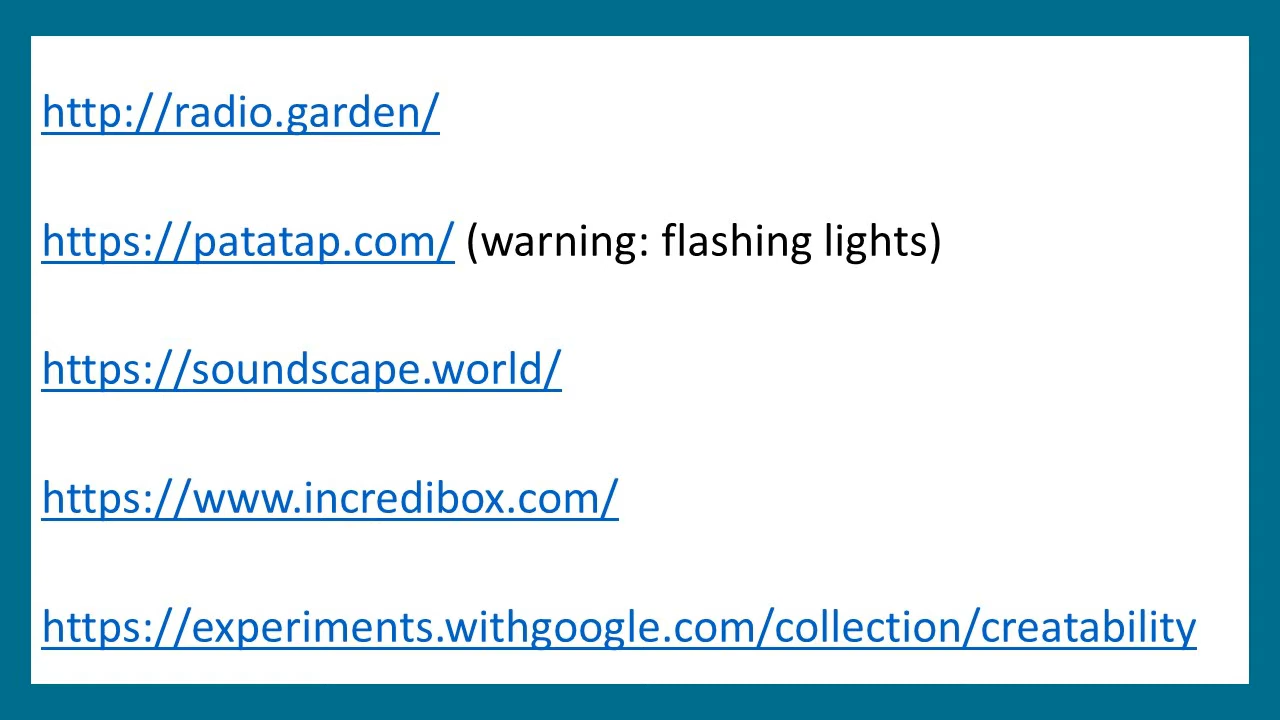 http://radio.garden/
https://patatap.com/ (warning: flashing lights)
https://soundscape.world/
https://www.incredibox.com/
https://experiments.withgoogle.com/collection/creatability